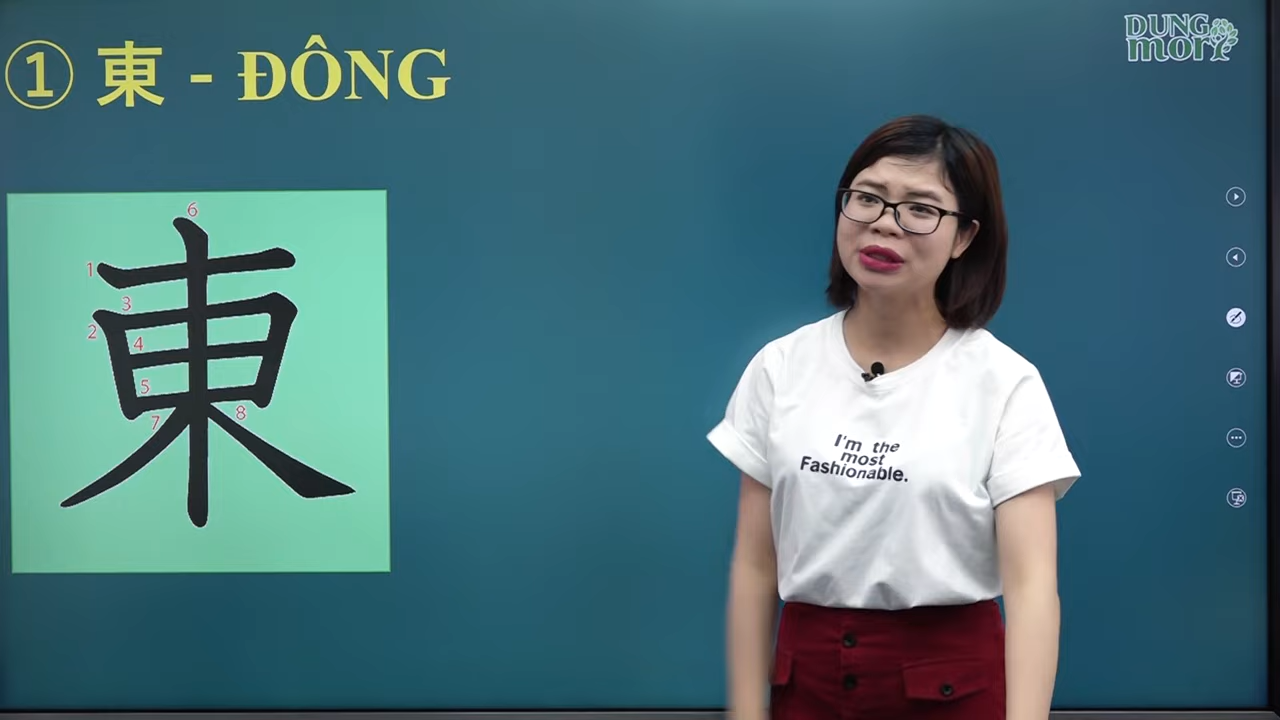 ① 東 - ĐÔNG
DUNG
mori
6
1
東
3
2
4
5
7
8
I'm the
most
Fashionable.